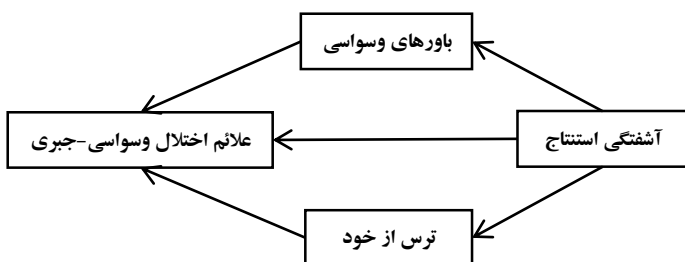 باورهای وسواسی
آشفتگی استنتاج
علائم اختلال وسواسی-جبری
ترس از خود